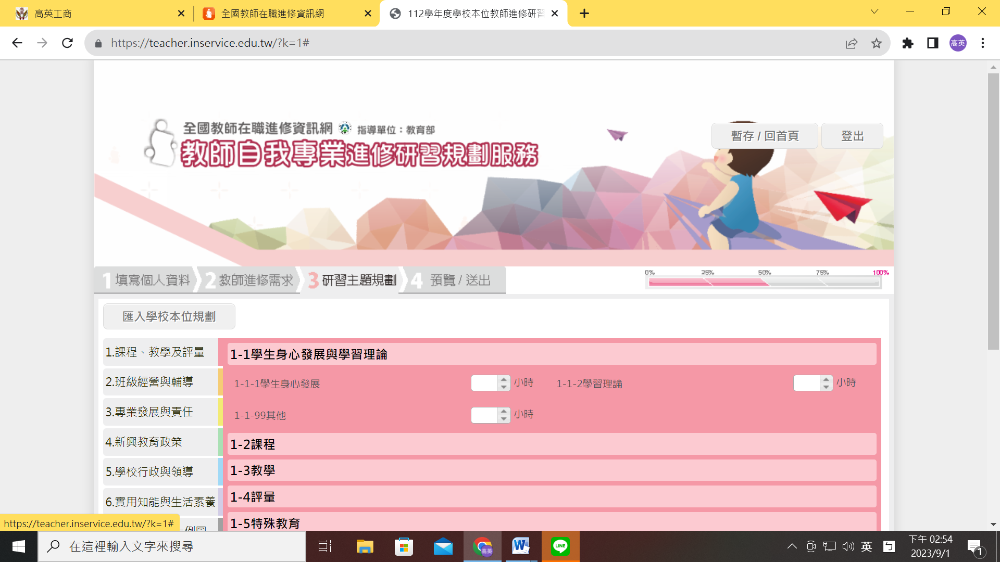 高英工商
全國教師在職進修資訊網
112學年度學校本位教師進修研習
https://teacher.inservice.edu.tw/?k=1#
高英
全國教師在職進修資訊網 指導單位：教育部
教師自我專業進修研習規劃服務
暫存 / 回首頁
登出
1 填寫個人資料
2 教師進修需求
3 研習主題規劃
4 預覽 / 送出
0% 25% 50% 75% 100%
匯入學校本位規劃
1.課程、教學及評量
2.班級經營與輔導
3.專業發展與責任
4.新興教育政策
5.學校行政與領導
6.實用知能與生活素養
1-1學生身心發展與學習理論
1-1-1學生身心發展 小時 1-1-2學習理論 小時
1-1-99其他 小時
1-2課程
1-3教學
1-4評量
1-5特殊教育
https://teacher.inservice.edu.tw/?k=1#
在這裡輸入文字來搜尋
高英
W
LINE
英
ㄅ
下午 02:54
2023/9/1
1